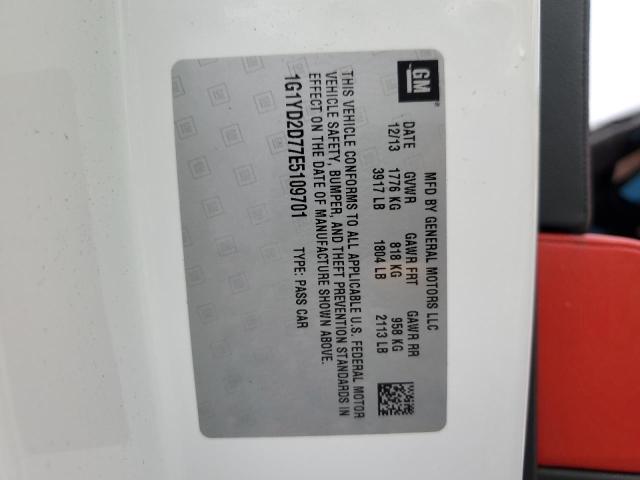 GM
MFD BY GENERAL MOTORS LLC
DATE GVWR GAWR FRT GAWR RR
12/13 1776 KG 818 KG 958 KG
3917 LB 1804 LB 2113 LB
THIS VEHICLE CONFORMS TO ALL APPLICABLE U.S. FEDERAL MOTOR
VEHICLE SAFETY, BUMPER, AND THEFT PREVENTION STANDARDS IN
EFFECT ON THE DATE OF MANUFACTURE SHOWN ABOVE.
1G1YD2D77E5109701 TYPE: PASS CAR